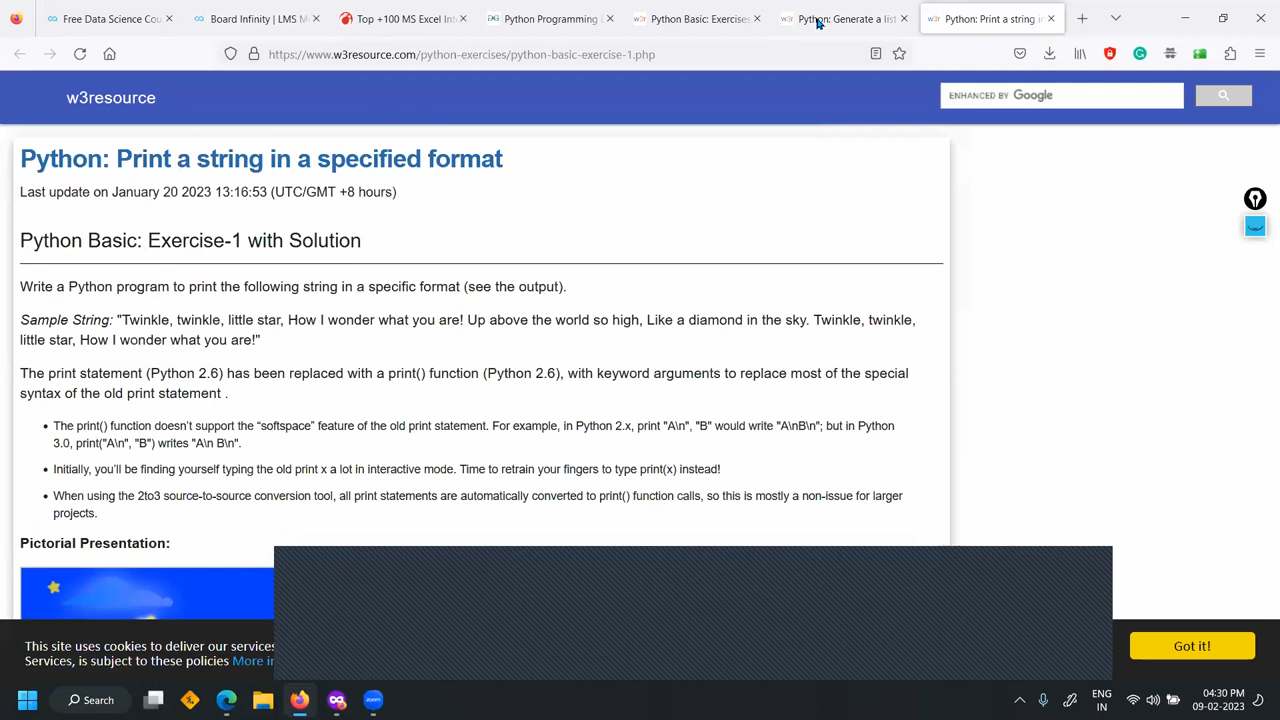 Free Data Science Cou
Board Infinity | LMS M
Top +100 MS Excel Int
Python Programming L
Python Basic: Exercises
Python: Generate a list
Python: Print a string in
https://www.w3resource.com/python-exercises/python-basic-exercise-1.php
w3resource
ENHANCED BY Google
Python: Print a string in a specified format
Last update on January 20 2023 13:16:53 (UTC/GMT +8 hours)
Python Basic: Exercise-1 with Solution
Write a Python program to print the following string in a specific format (see the output).
Sample String: "Twinkle, twinkle, little star, How I wonder what you are! Up above the world so high, Like a diamond in the sky. Twinkle, twinkle,
little star, How I wonder what you are!"
The print statement (Python 2.6) has been replaced with a print() function (Python 2.6), with keyword arguments to replace most of the special
syntax of the old print statement .
• The print() function doesn't support the “softspace” feature of the old print statement. For example, in Python 2.x, print "A\n", "B" would write "A\nB\n"; but in Python
3.0, print("A\n", "B") writes "A\n B\n".
• Initially, you'll be finding yourself typing the old print x a lot in interactive mode. Time to retrain your fingers to type print(x) instead!
• When using the 2to3 source-to-source conversion tool, all print statements are automatically converted to print() function calls, so this is mostly a non-issue for larger
projects.
Pictorial Presentation:
This site uses cookies to deliver our services
Services, is subject to these policies More in
Got it!
Search
zoom
ENG
IN
04:30 PM
09-02-2023